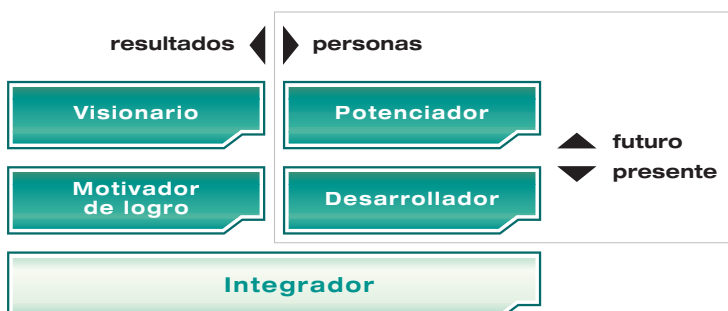 resultados personas
Visionario Potenciador
futuro
presente
Motivador
de logro
Desarrollador
Integrador